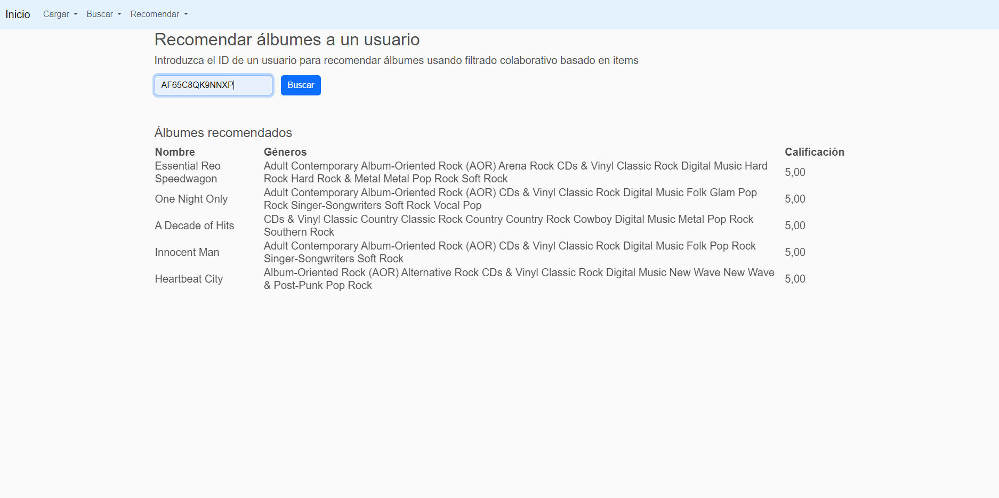 Inicio Cargar Buscar Recomendar
Recomendar álbumes a un usuario
Introduzca el ID de un usuario para recomendar álbumes usando filtrado colaborativo basado en items
AF65C8QK9NNXP Buscar
Álbumes recomendados
Nombre Géneros Calificación
Essential Reo Speedwagon Adult Contemporary Album-Oriented Rock (AOR) Arena Rock CDs & Vinyl Classic Rock Digital Music Hard
Rock Hard Rock & Metal Metal Pop Rock Soft Rock 5,00
One Night Only Adult Contemporary Album-Oriented Rock (AOR) CDs & Vinyl Classic Rock Digital Music Folk Glam Pop
Rock Singer-Songwriters Soft Rock Vocal Pop 5,00
A Decade of Hits CDs & Vinyl Classic Country Classic Rock Country Country Rock Cowboy Digital Music Metal Pop Rock
Southern Rock 5,00
Innocent Man Adult Contemporary Album-Oriented Rock (AOR) CDs & Vinyl Classic Rock Digital Music Folk Pop Rock
Singer-Songwriters Soft Rock 5,00
Heartbeat City Album-Oriented Rock (AOR) Alternative Rock CDs & Vinyl Classic Rock Digital Music New Wave New Wave
& Post-Punk Pop Rock 5,00